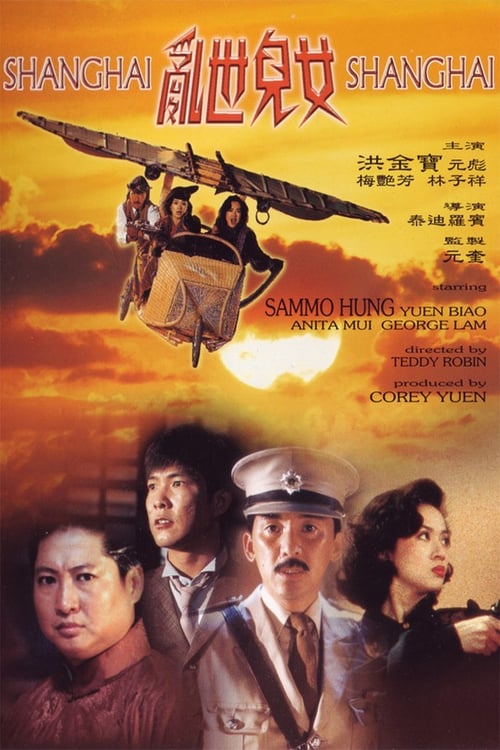 SHANGHAI 亂世兒女 SHANGHAI
主演
洪金寶 元彪
梅艷芳 林子祥
導演
泰迪羅賓
監製
元奎
starring
SAMMO HUNG YUEN BIAO
ANITA MUI GEORGE LAM
directed by
TEDDY ROBIN
produced by
COREY YUEN